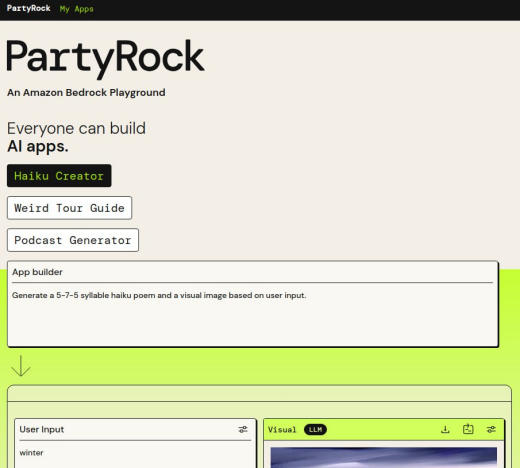 PartyRock My Apps
PartyRock
An Amazon Bedrock Playground
Everyone can build
AI apps.
Haiku Creator
Weird Tour Guide
Podcast Generator
App builder
Generate a 5-7-5 syllable haiku poem and a visual image based on user input.
User Input
winter
Visual LLM